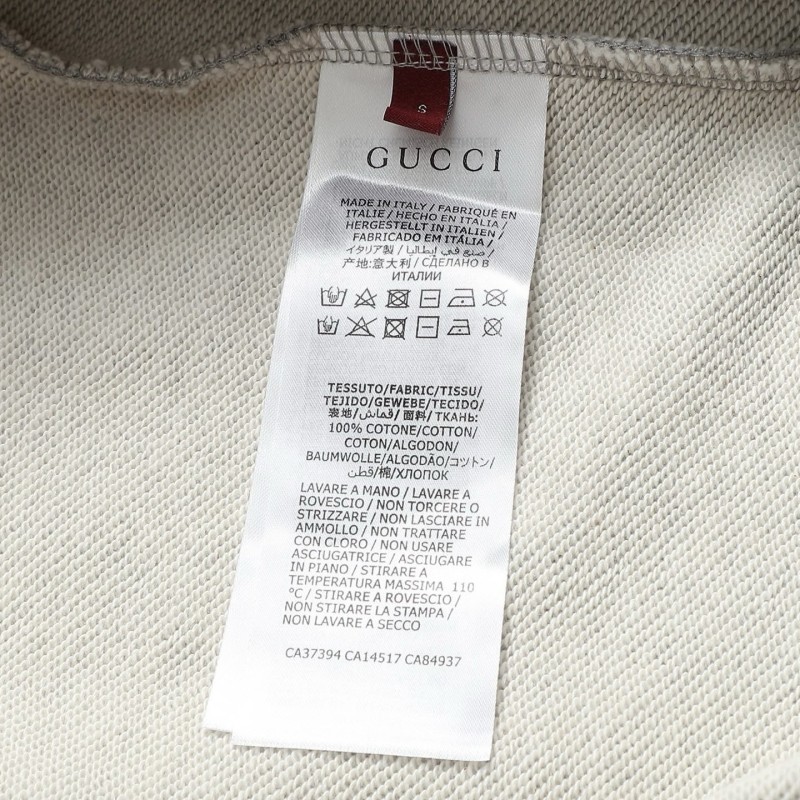 S
GUCCI
MADE IN ITALY / FABRIQUÉ EN
ITALIE / HECHO EN ITALIA /
HERGESTELLT IN ITALIEN /
FABRICADO EM ITÁLIA /
イタリア製 / صنع في إيطاليا /
产地:意大利 / СДЕЛАНО В
ИТАЛИИ
TESSUTO/FABRIC/TISSU/
TEJIDO/GEWEBE/TECIDO/
表地/قماش/面料/ТКАНЬ:
100% COTONE/COTTON/
COTON/ALGODON/
BAUMWOLLE/ALGODÃO/コットン/
قطن/棉/ХЛОПОК
LAVARE A MANO / LAVARE A
ROVESCIO / NON TORCERE O
STRIZZARE / NON LASCIARE IN
AMMOLLO / NON TRATTARE
CON CLORO / NON USARE
ASCIUGATRICE / ASCIUGARE
IN PIANO / STIRARE A
TEMPERATURA MASSIMA 110
°C / STIRARE A ROVESCIO /
NON STIRARE LA STAMPA /
NON LAVARE A SECCO
CA37394 CA14517 CA84937